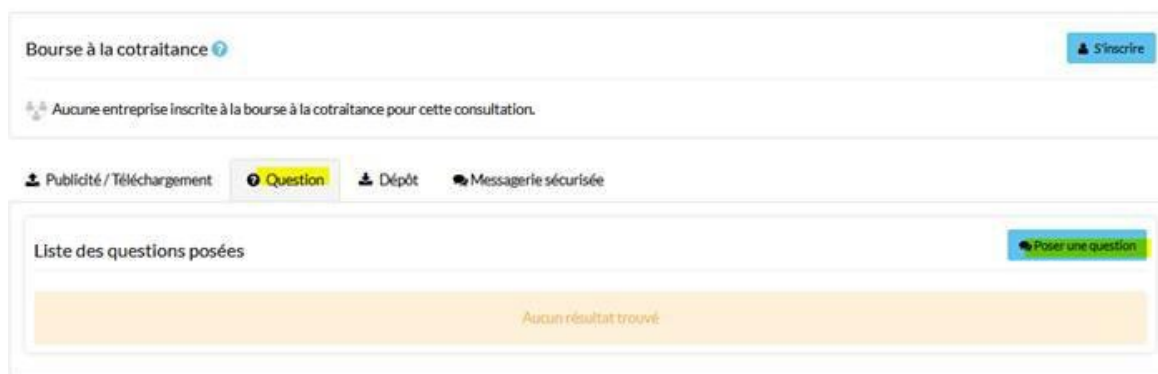 Bourse à la cotraitance
S'inscrire
Aucune entreprise inscrite à la bourse à la cotraitance pour cette consultation.
Publicité / Téléchargement
Question
Dépôt
Messagerie sécurisée
Liste des questions posées
Poser une question
Aucun résultat trouvé